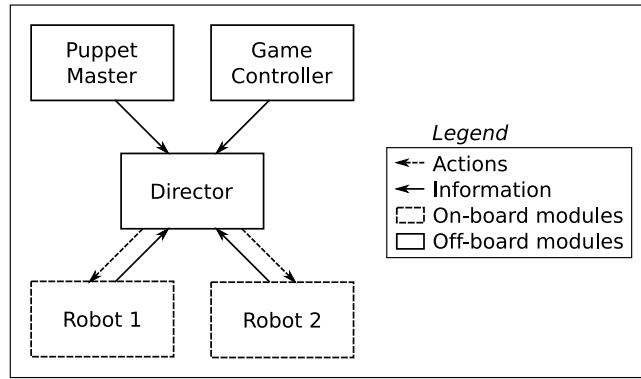 Puppet
Master
Game
Controller
Director
Robot 1
Robot 2
Legend
Actions
Information
On-board modules
Off-board modules